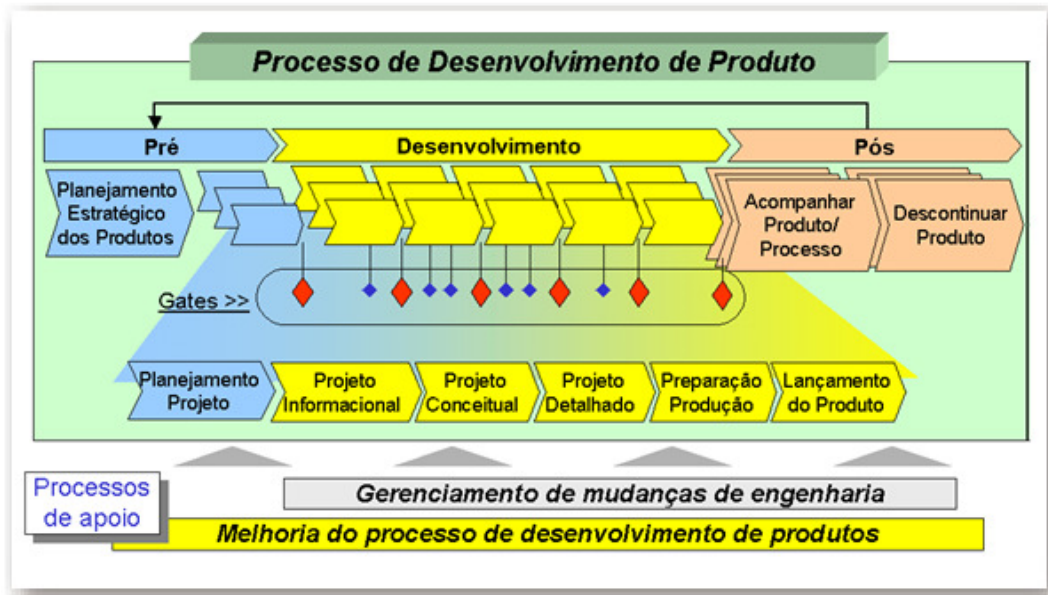 Processo de Desenvolvimento de Produto
Pré
Desenvolvimento
Pós
Planejamento
Estratégico
dos Produtos
Acompanhar
Produto/
Processo
Descontinuar
Produto
Gates >>
Planejamento
Projeto
Projeto
Informacional
Projeto
Conceitual
Projeto
Detalhado
Preparação
Produção
Lançamento
do Produto
Processos
de apoio
Gerenciamento de mudanças de engenharia
Melhoria do processo de desenvolvimento de produtos